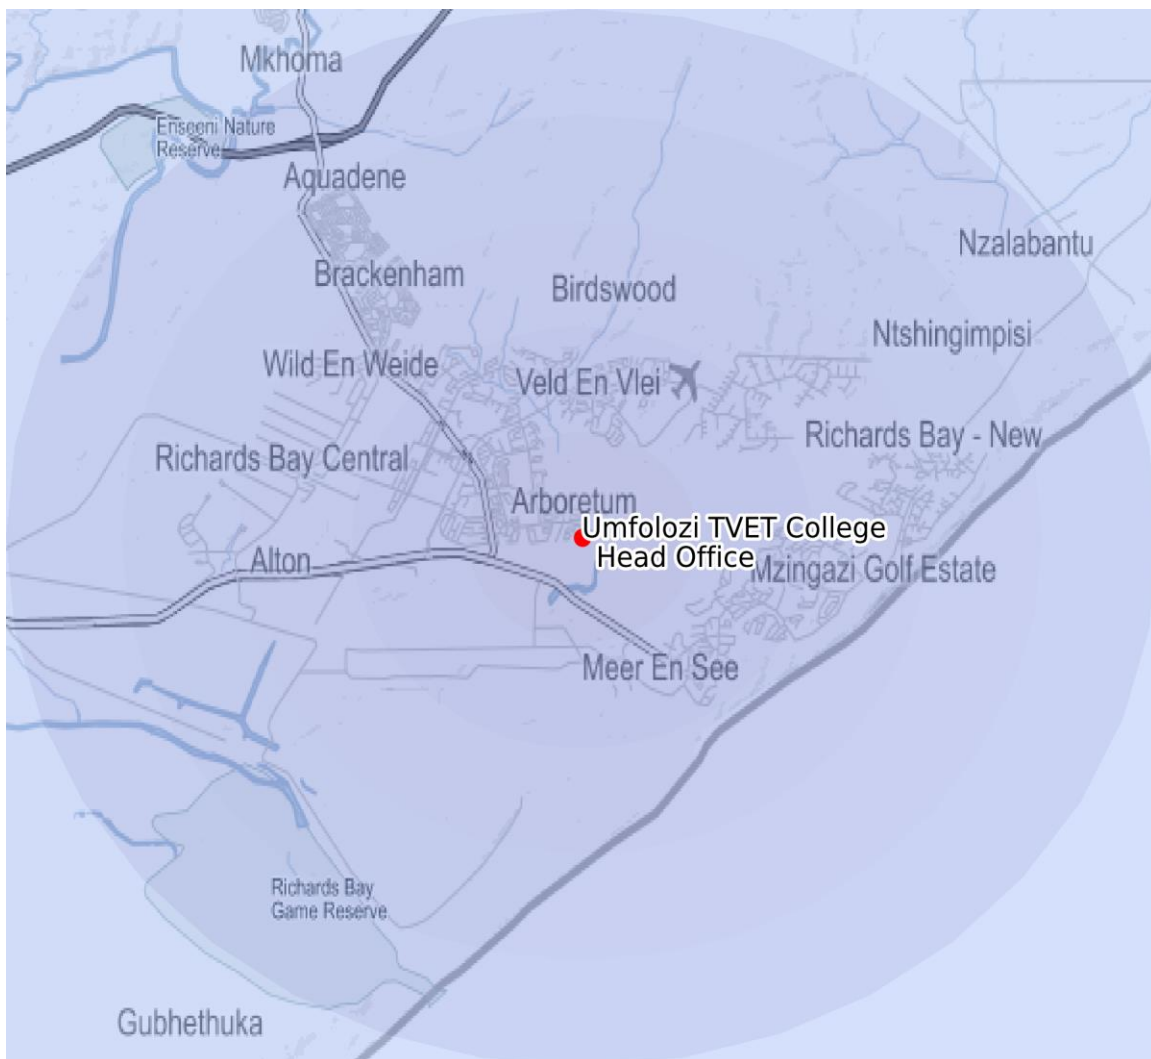 Mkhoma
Enseeni Nature
Reserve
Aquadene
Nzalabantu
Brackenham
Birdswood
Ntshingimpisi
Wild En Weide
Veld En Vlei
Richards Bay - New
Richards Bay Central
Arboretum
Umfolozi TVET College
Head Office
Alton
Mzingazi Golf Estate
Meer En See
Richards Bay
Game Reserve
Gubhethuka